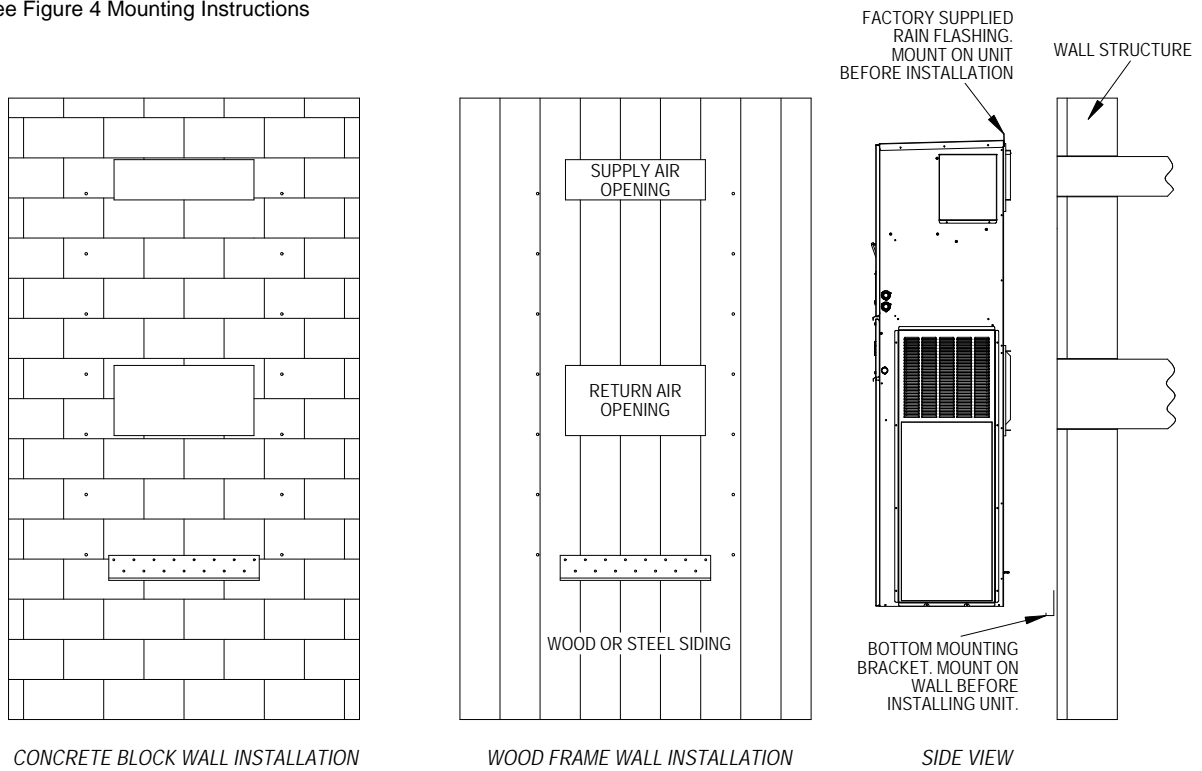 ee Figure 4 Mounting Instructions
FACTORY SUPPLIED
RAIN FLASHING.
MOUNT ON UNIT
BEFORE INSTALLATION
WALL STRUCTURE
SUPPLY AIR
OPENING
RETURN AIR
OPENING
WOOD OR STEEL SIDING
BOTTOM MOUNTING
BRACKET. MOUNT ON
WALL BEFORE
INSTALLING UNIT.
CONCRETE BLOCK WALL INSTALLATION
WOOD FRAME WALL INSTALLATION
SIDE VIEW